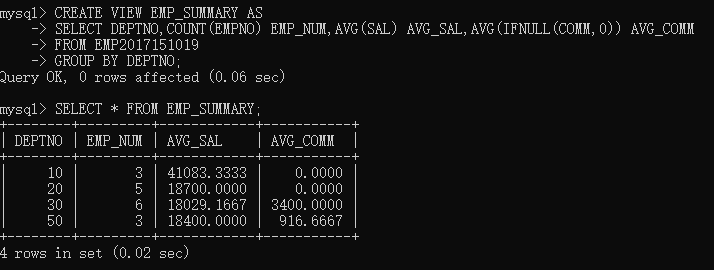 mysql> CREATE VIEW EMP_SUMMARY AS
    -> SELECT DEPTNO,COUNT(EMPNO) EMP_NUM,AVG(SAL) AVG_SAL,AVG(IFNULL(COMM,0)) AVG_COMM
    -> FROM EMP2017151019
    -> GROUP BY DEPTNO;
Query OK, 0 rows affected (0.06 sec)

mysql> SELECT * FROM EMP_SUMMARY;
+--------+---------+------------+-----------+
| DEPTNO | EMP_NUM | AVG_SAL    | AVG_COMM  |
+--------+---------+------------+-----------+
|     10 |       3 | 41083.3333 |    0.0000 |
|     20 |       5 | 18700.0000 |    0.0000 |
|     30 |       6 | 18029.1667 | 3400.0000 |
|     50 |       3 | 18400.0000 |  916.6667 |
+--------+---------+------------+-----------+
4 rows in set (0.02 sec)